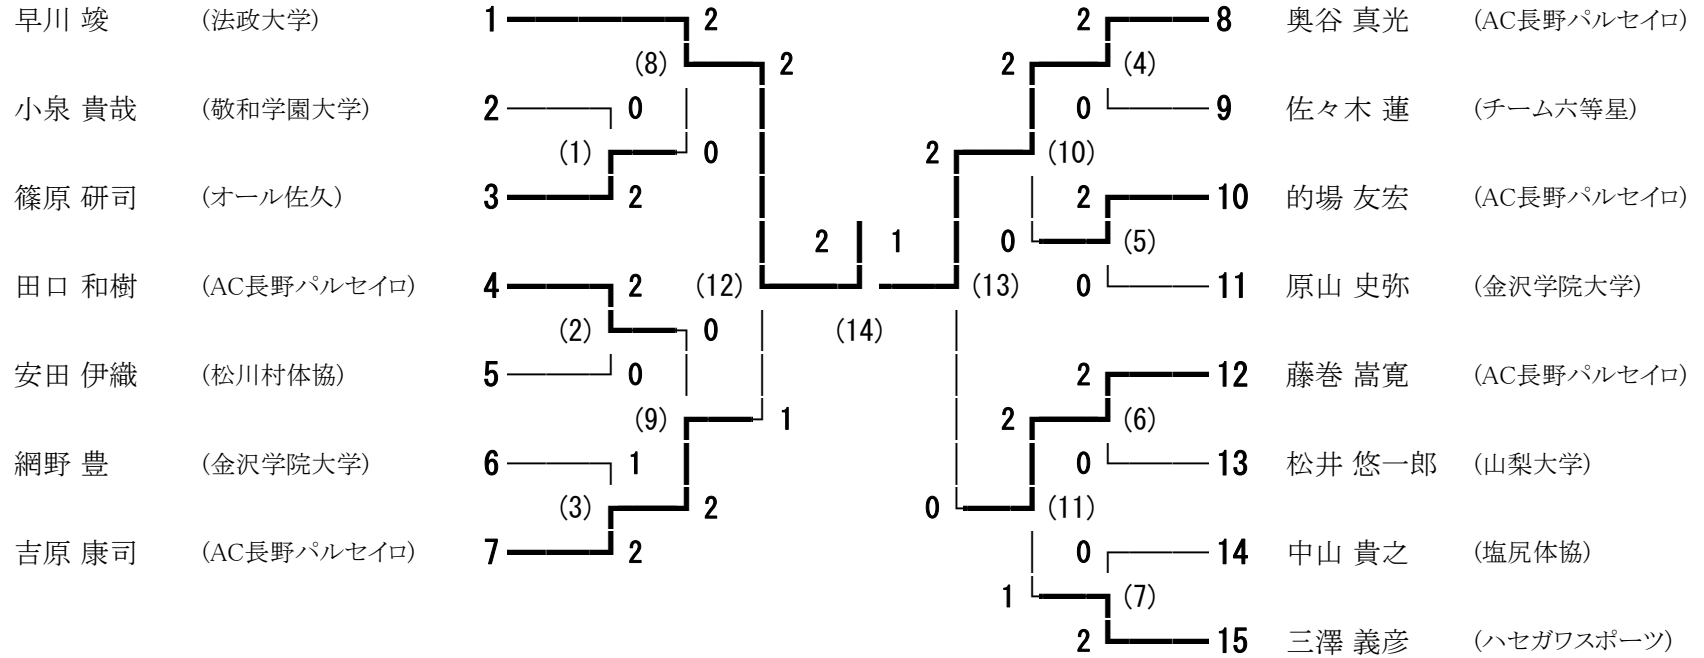 早川 竣 (法政大学) 1 2 2 8 奥谷 真光 (AC長野パルセイロ)
(8) 2 2 (4)
小泉 貴哉 (敬和学園大学) 2 0 0 9 佐々木 蓮 (チーム六等星)
(1) 0 2 (10)
篠原 研司 (オール佐久) 3 2 2 10 的場 友宏 (AC長野パルセイロ)
2 1 0 (5)
田口 和樹 (AC長野パルセイロ) 4 2 (12) (13) 0 11 原山 史弥 (金沢学院大学)
(2) 0 (14)
安田 伊織 (松川村体協) 5 0 2 12 藤巻 嵩寛 (AC長野パルセイロ)
(9) 1 2 (6)
網野 豊 (金沢学院大学) 6 1 0 13 松井 悠一郎 (山梨大学)
(3) 2 0 (11)
吉原 康司 (AC長野パルセイロ) 7 2 0 14 中山 貴之 (塩尻体協)
1 (7)
2 15 三澤 義彦 (ハセガワスポーツ)